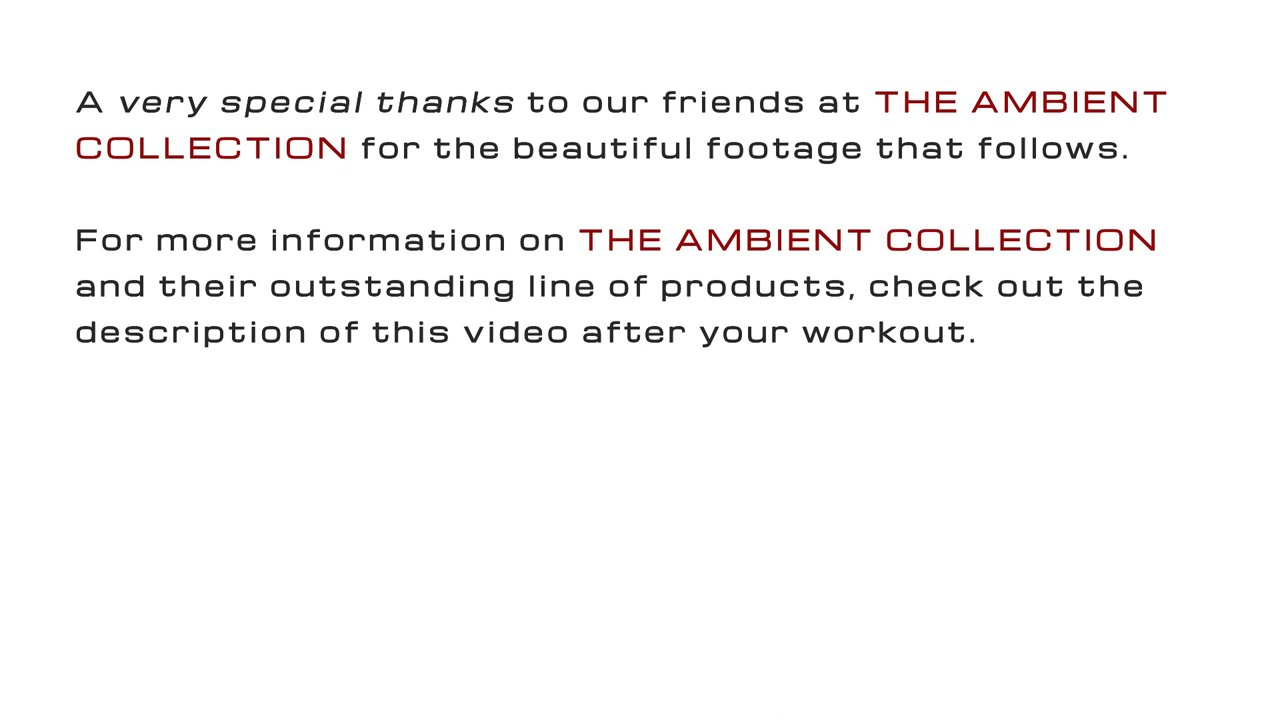 A very special thanks to our friends at THE AMBIENT
COLLECTION for the beautiful footage that follows.
For more information on THE AMBIENT COLLECTION
and their outstanding line of products, check out the
description of this video after your workout.